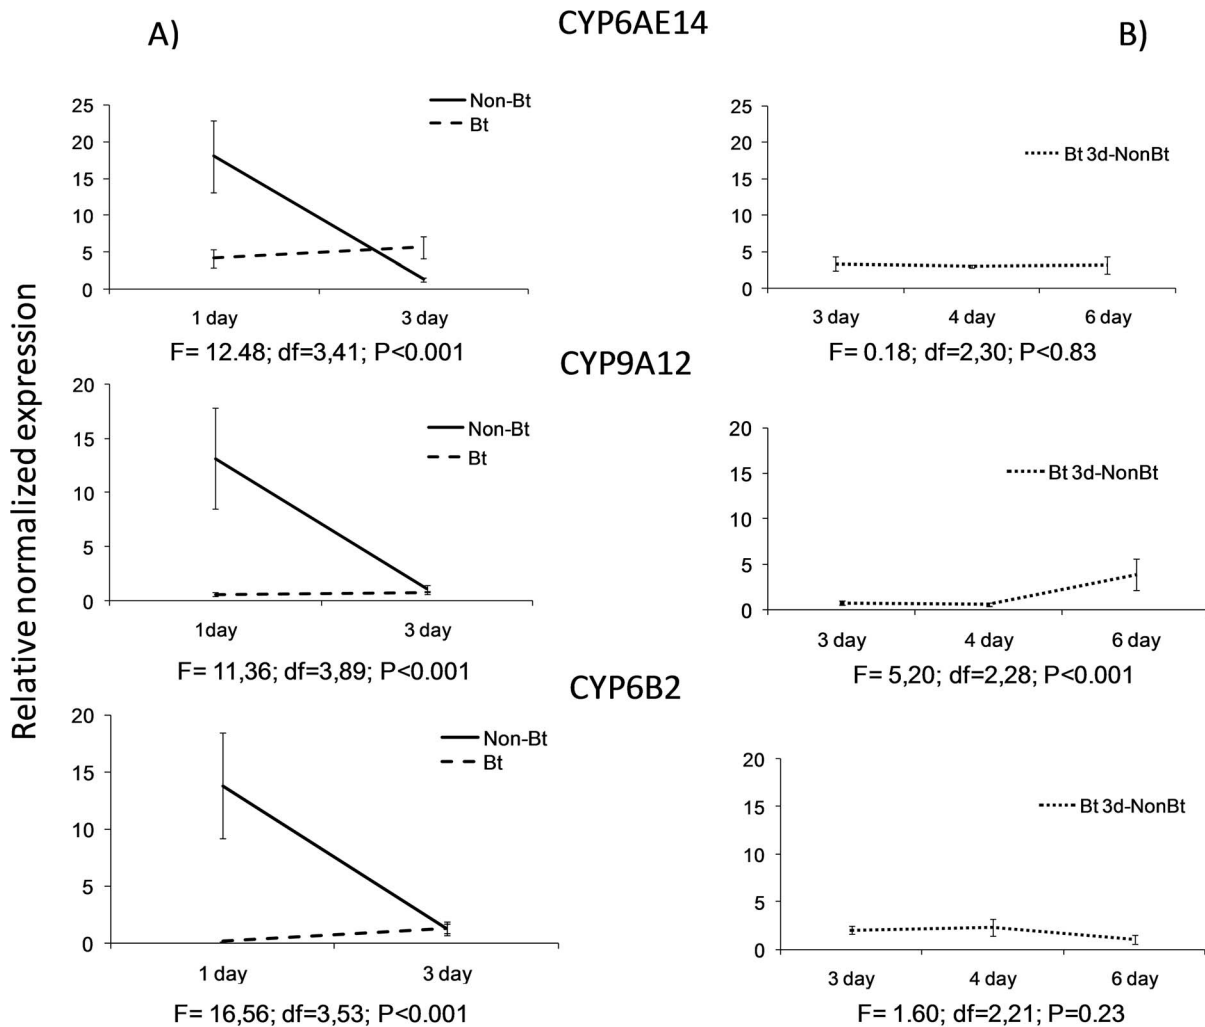 A)
CYP6AE14
B)
Relative normalized expression
Non-Bt
Bt
25
20
15
10
5
0
1 day
3 day
F= 12.48; df=3,41; P<0.001
Bt 3d-NonBt
25
20
15
10
5
0
3 day
4 day
6 day
F= 0.18; df=2,30; P<0.83
CYP9A12
Non-Bt
Bt
20
15
10
5
0
1day
3 day
F= 11,36; df=3,89; P<0.001
Bt 3d-NonBt
20
15
10
5
0
3 day
4 day
6 day
F= 5,20; df=2,28; P<0.001
CYP6B2
Non-Bt
Bt
20
15
10
5
0
1 day
3 day
F= 16,56; df=3,53; P<0.001
Bt 3d-NonBt
20
15
10
5
0
3 day
4 day
6 day
F= 1.60; df=2,21; P=0.23